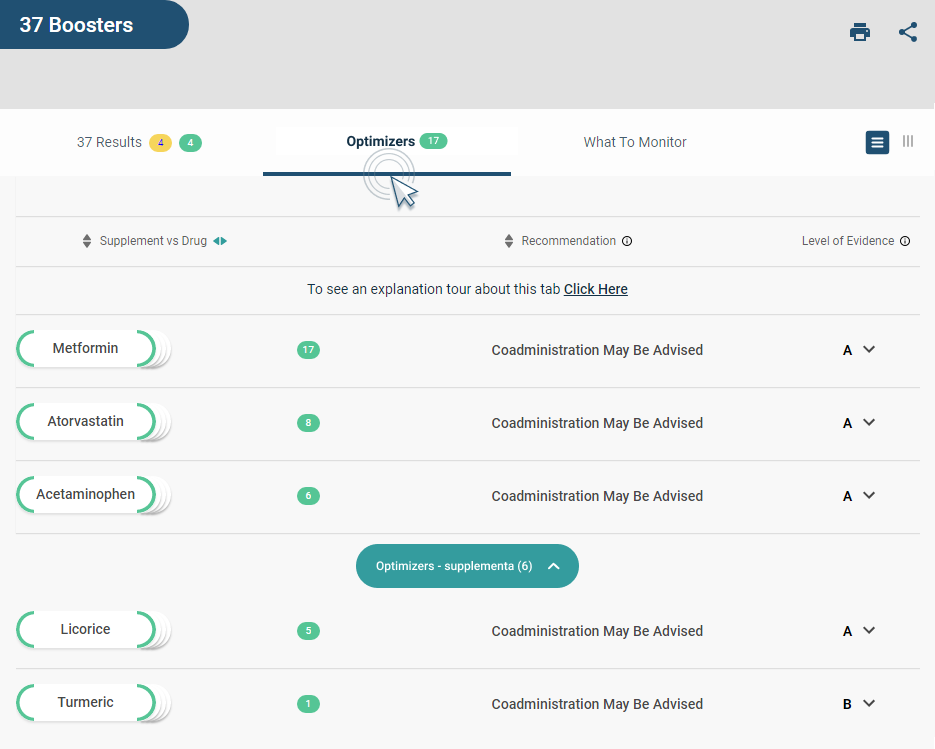 37 Boosters
37 Results 4 4 Optimizers 17 What To Monitor
Supplement vs Drug Recommendation Level of Evidence
To see an explanation tour about this tab Click Here
Metformin 17 Coadministration May Be Advised A
Atorvastatin 8 Coadministration May Be Advised A
Acetaminophen 6 Coadministration May Be Advised A
Optimizers - supplementa (6)
Licorice 5 Coadministration May Be Advised A
Turmeric 1 Coadministration May Be Advised B